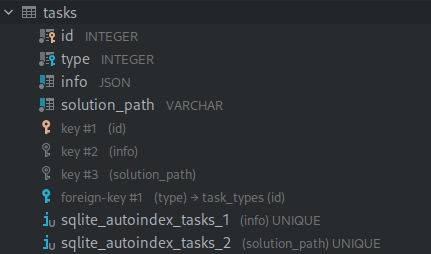 tasks
id INTEGER
type INTEGER
info JSON
solution_path VARCHAR
key #1 (id)
key #2 (info)
key #3 (solution_path)
foreign-key #1 (type) → task_types (id)
sqlite_autoindex_tasks_1 (info) UNIQUE
sqlite_autoindex_tasks_2 (solution_path) UNIQUE